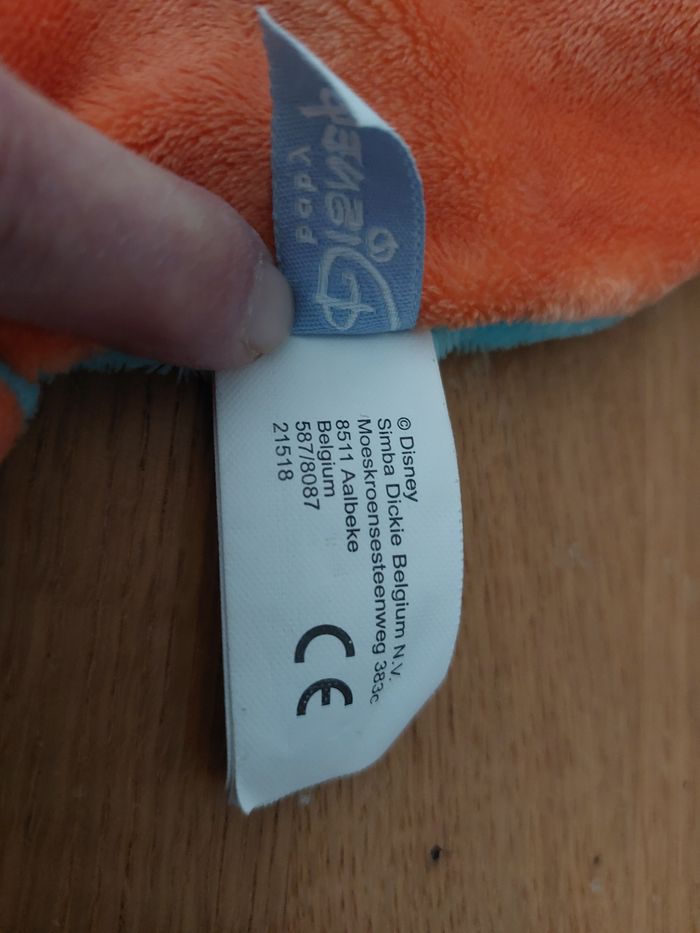 Disney
baby
© Disney
Simba Dickie Belgium N.V.
Moeskroensesteenweg 383c
8511 Aalbeke
Belgium
587/8087
21518
CE